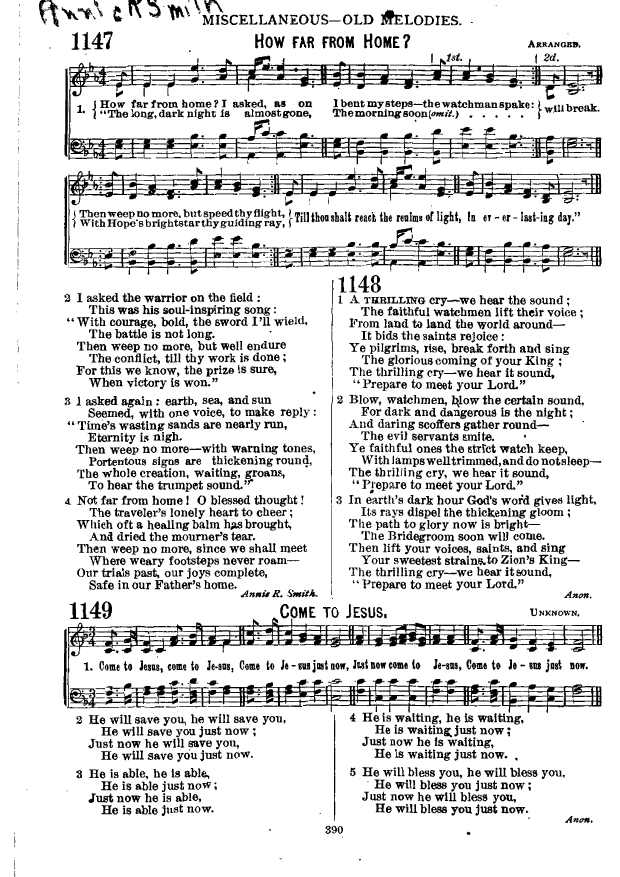 Annie R Smith
MISCELLANEOUS—OLD MELODIES.
1147
HOW FAR FROM HOME?
ARRANGED.
1st. 2d.
1. { How far from home? I asked, as on I bent my steps—the watchman spake: }
{ "The long, dark night is almost gone, The morning soon (omit.) . . . . . } will break.
{ Then weep no more, but speed thy flight, }
{ With Hope's bright star thy guiding ray, } Till thou shalt reach the realms of light, In er-er-last-ing day."
2 I asked the warrior on the field :
This was his soul-inspiring song :
"With courage, bold, the sword I'll wield,
The battle is not long.
Then weep no more, but well endure
The conflict, till thy work is done ;
For this we know, the prize is sure,
When victory is won."
3 I asked again : earth, sea, and sun
Seemed, with one voice, to make reply :
"Time's wasting sands are nearly run,
Eternity is nigh.
Then weep no more—with warning tones,
Portentous signs are thickening round,
The whole creation, waiting, groans,
To hear the trumpet sound."
4 Not far from home ! O blessed thought !
The traveler's lonely heart to cheer ;
Which oft a healing balm has brought,
And dried the mourner's tear.
Then weep no more, since we shall meet
Where weary footsteps never roam—
Our trials past, our joys complete,
Safe in our Father's home.
Annie R. Smith.
1148
1 A THRILLING cry—we hear the sound ;
The faithful watchmen lift their voice ;
From land to land the world around—
It bids the saints rejoice :
Ye pilgrims, rise, break forth and sing
The glorious coming of your King ;
The thrilling cry—we hear it sound,
"Prepare to meet your Lord."
2 Blow, watchmen, blow the certain sound,
For dark and dangerous is the night ;
And daring scoffers gather round—
The evil servants smite.
Ye faithful ones the strict watch keep,
With lamps well trimmed, and do not sleep—
The thrilling cry, we hear it sound,
"Prepare to meet your Lord."
3 In earth's dark hour God's word gives light,
Its rays dispel the thickening gloom ;
The path to glory now is bright—
The Bridegroom soon will come.
Then lift your voices, saints, and sing
Your sweetest strains to Zion's King—
The thrilling cry—we hear it sound,
"Prepare to meet your Lord."
Anon.
1149
COME TO JESUS.
UNKNOWN.
1. Come to Jesus, come to Je-sus, Come to Je-sus just now, Just now come to Je-sus, Come to Je-sus just now.
2 He will save you, he will save you,
He will save you just now ;
Just now he will save you,
He will save you just now.
3 He is able, he is able,
He is able just now ;
Just now he is able,
He is able just now.
4 He is waiting, he is waiting,
He is waiting just now ;
Just now he is waiting,
He is waiting just now.
5 He will bless you, he will bless you,
He will bless you just now ;
Just now he will bless you,
He will bless you just now.
Anon.
390